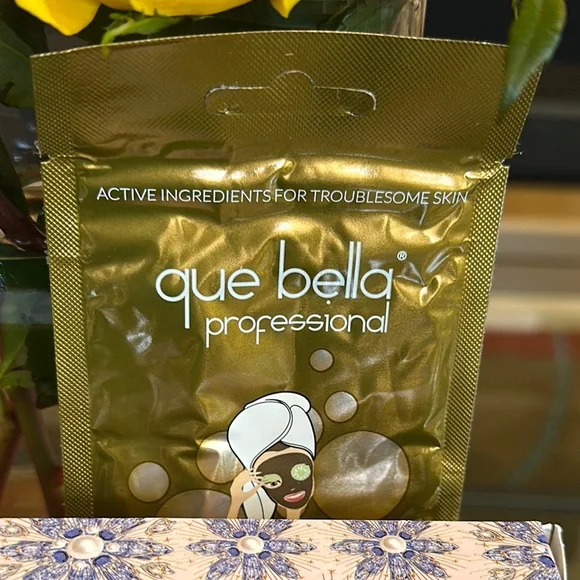 ACTIVE INGREDIENTS FOR TROUBLESOME SKIN
que bella®
professional